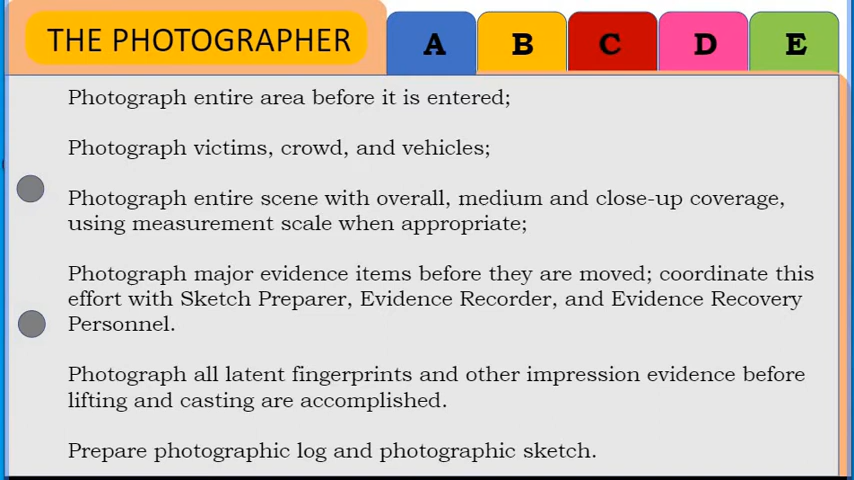 THE PHOTOGRAPHER
A
B
C
D
E
Photograph entire area before it is entered;
Photograph victims, crowd, and vehicles;
Photograph entire scene with overall, medium and close-up coverage,
using measurement scale when appropriate;
Photograph major evidence items before they are moved; coordinate this
effort with Sketch Preparer, Evidence Recorder, and Evidence Recovery
Personnel.
Photograph all latent fingerprints and other impression evidence before
lifting and casting are accomplished.
Prepare photographic log and photographic sketch.